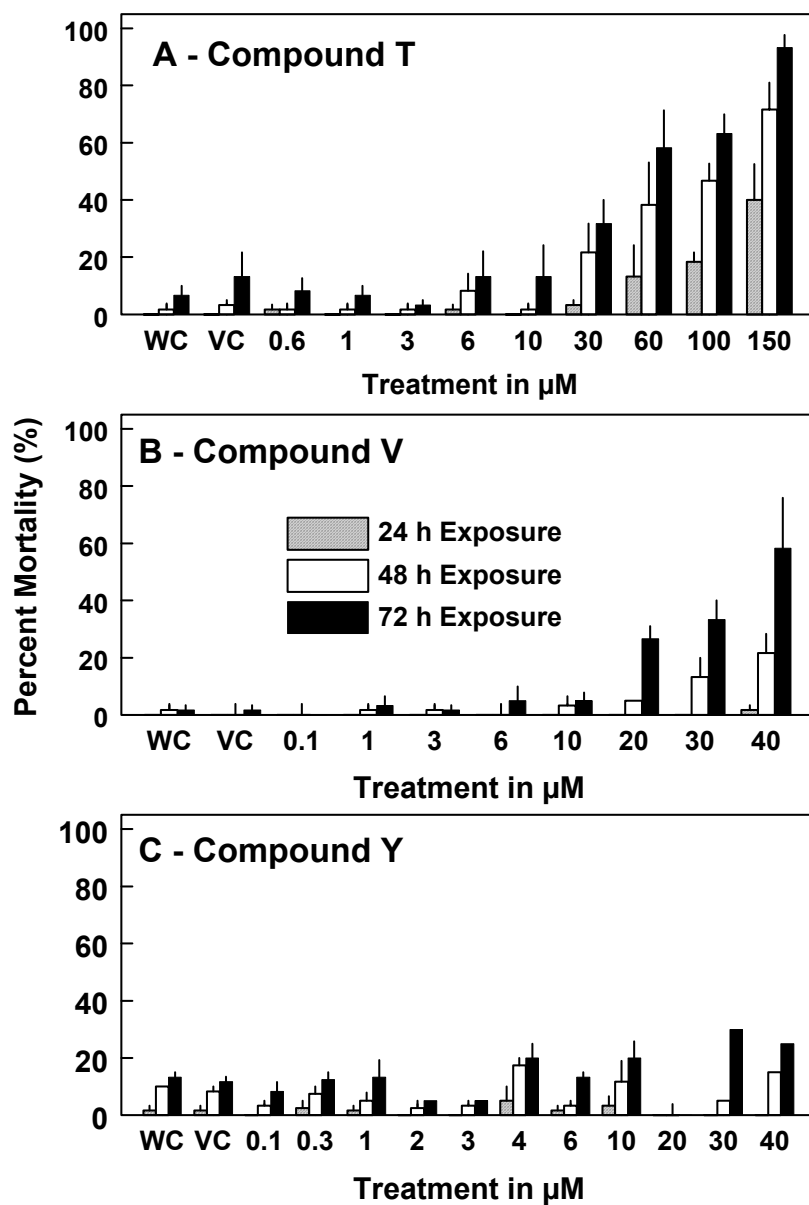 A - Compound T
100
80
60
40
20
0
WC VC 0.6 1 3 6 10 30 60 100 150
Treatment in µM
Percent Mortality (%)
B - Compound V
100
80
60
40
20
0
24 h Exposure
48 h Exposure
72 h Exposure
WC VC 0.1 1 3 6 10 20 30 40
Treatment in µM
C - Compound Y
100
80
60
40
20
0
WC VC 0.1 0.3 1 2 3 4 6 10 20 30 40
Treatment in µM